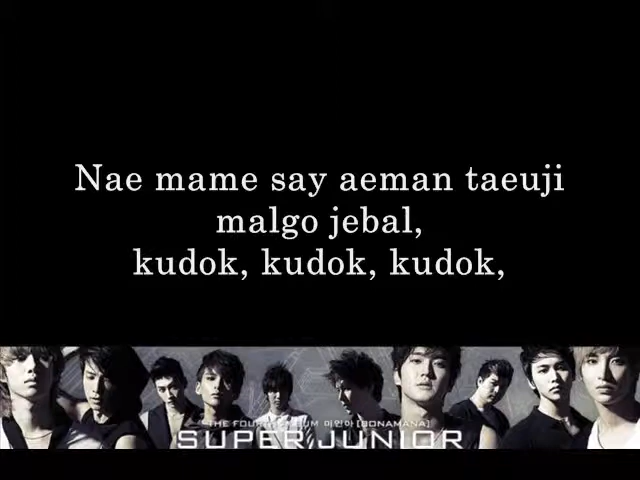 Nae mame say aeman taeuji
malgo jebal,
kudok, kudok, kudok,
THE FOURTH ALBUM 미인아 [BONAMANA]
SUPER JUNIOR